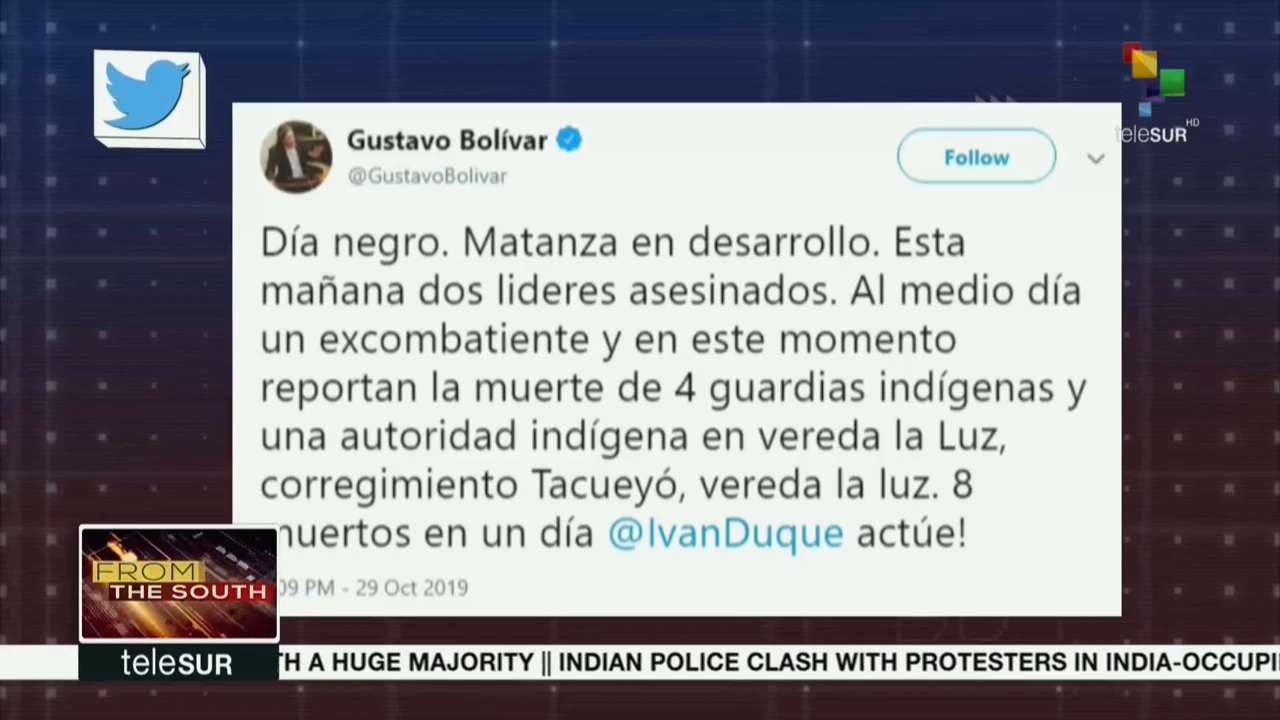 HD
teleSUR
Gustavo Bolívar
@GustavoBolivar
Follow
Día negro. Matanza en desarrollo. Esta
mañana dos lideres asesinados. Al medio día
un excombatiente y en este momento
reportan la muerte de 4 guardias indígenas y
una autoridad indígena en vereda la Luz,
corregimiento Tacueyó, vereda la luz. 8
muertos en un día @IvanDuque actúe!
09 PM - 29 Oct 2019
FROM
THE SOUTH
teleSUR
TH A HUGE MAJORITY || INDIAN POLICE CLASH WITH PROTESTERS IN INDIA-OCCUPI